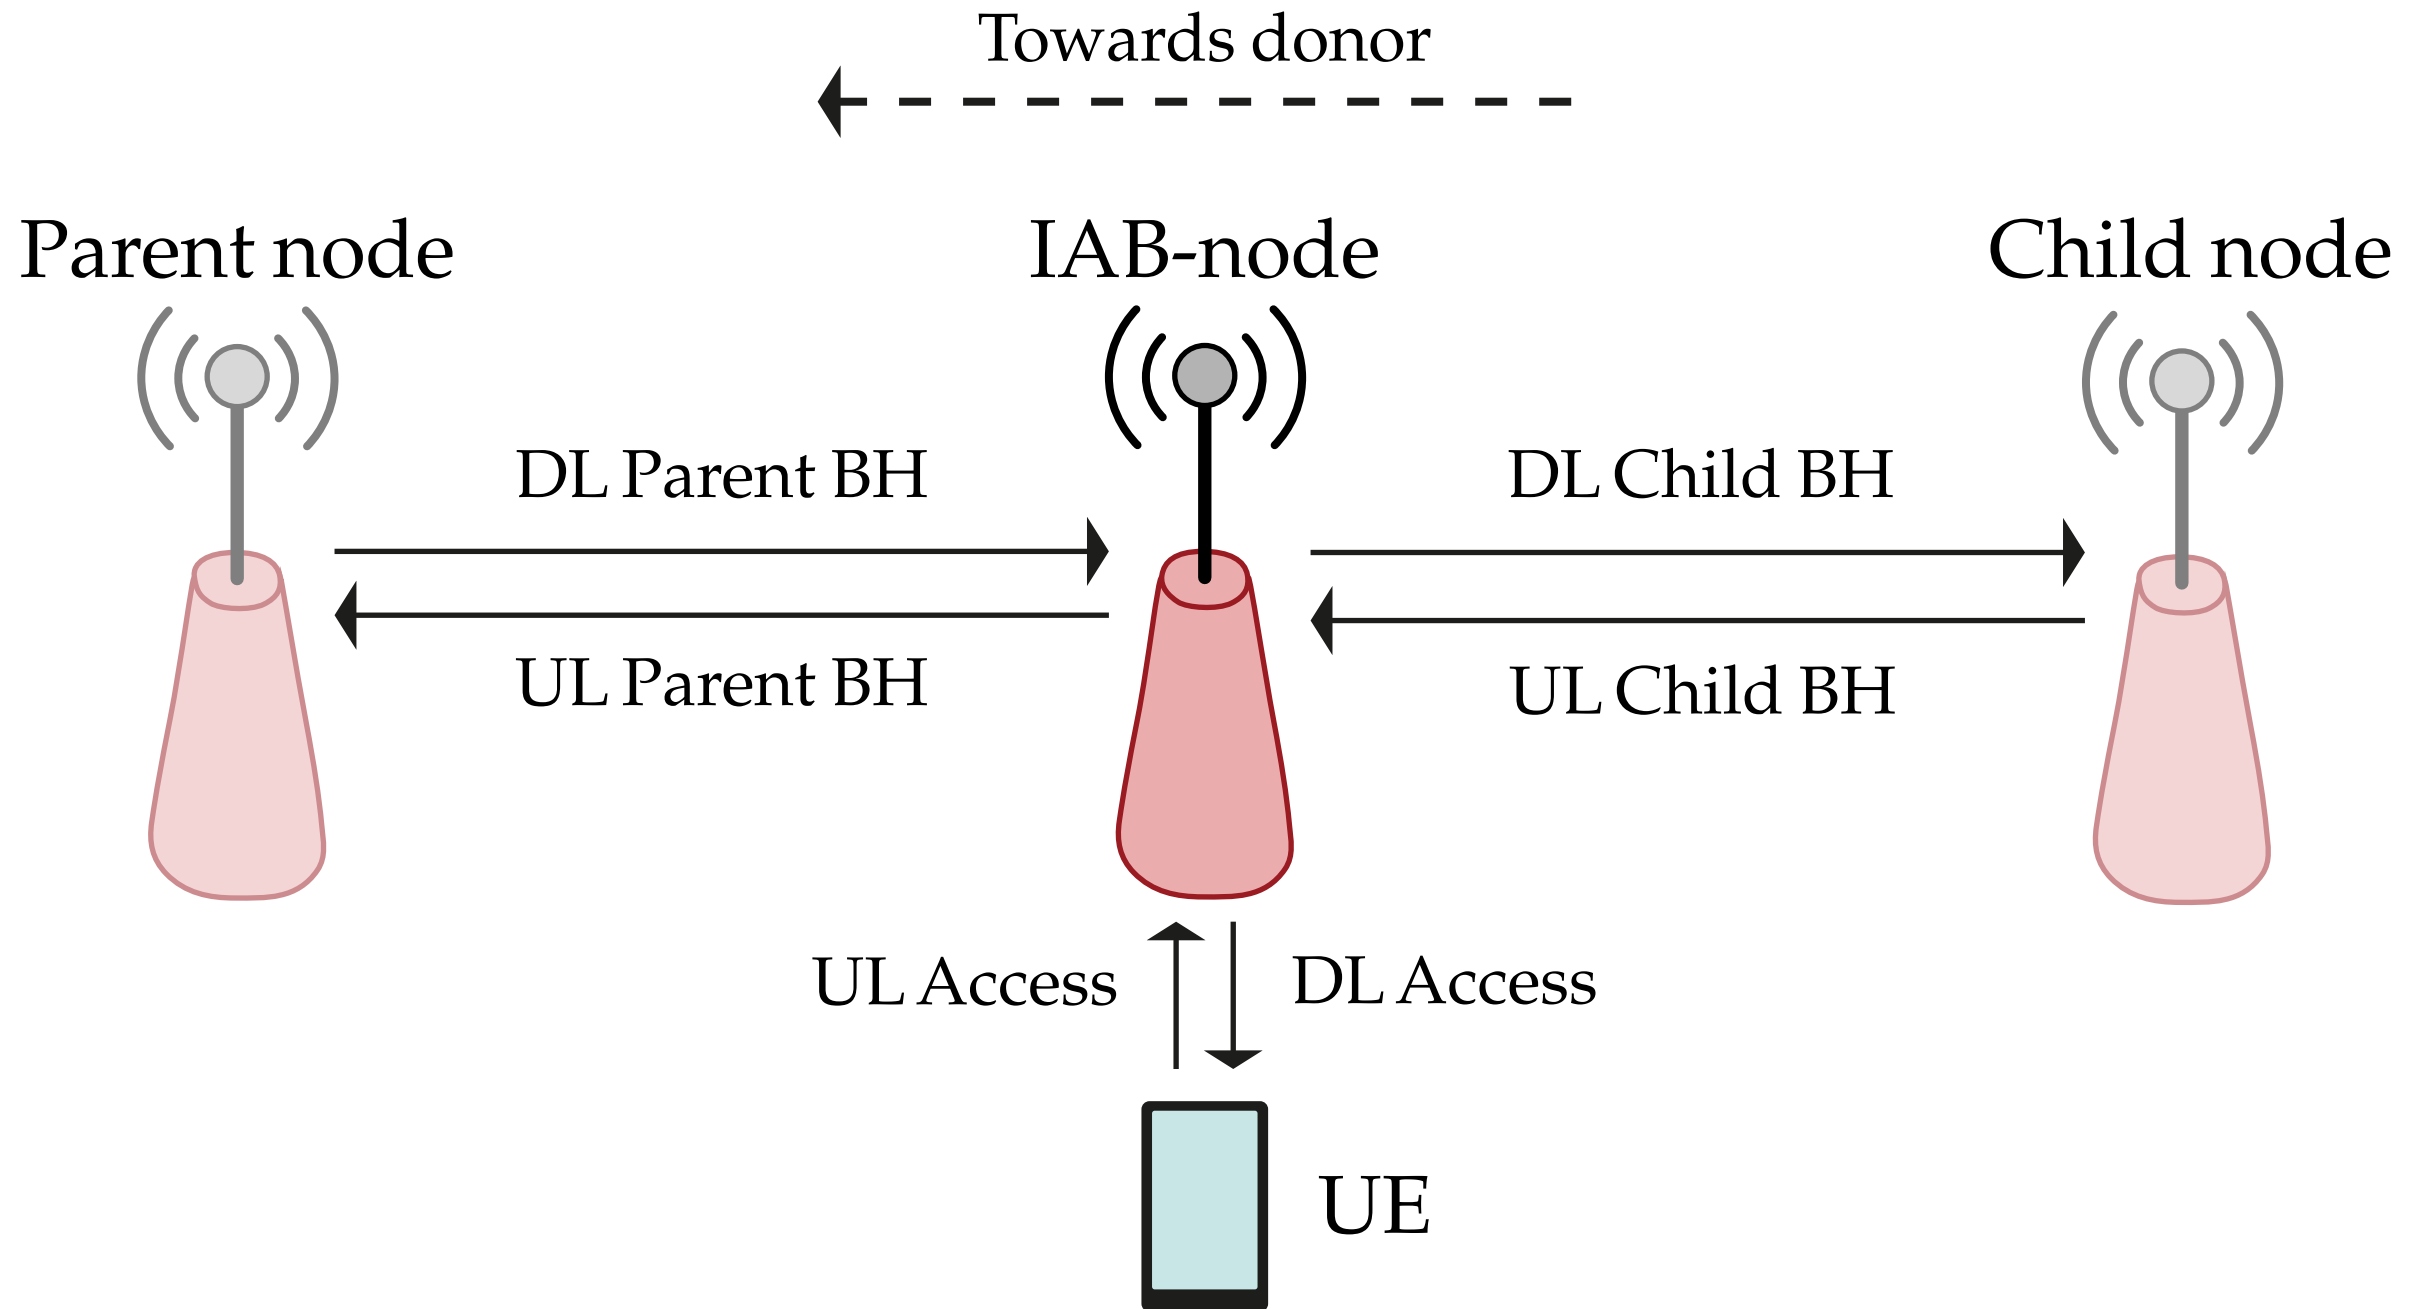 Towards donor
Parent node
IAB-node
Child node
DL Parent BH
DL Child BH
UL Parent BH
UL Child BH
UL Access
DL Access
UE